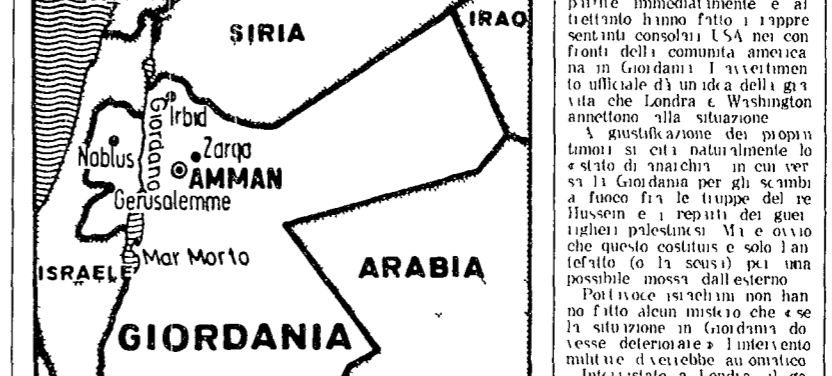 SIRIA
IRAQ
Irbid
Giordano
Nablus
Zarqa
AMMAN
Gerusalemme
Mar Morto
ISRAELE
ARABIA
GIORDANIA
immediatamente e al
trettanto hanno fatto i rappre
sentanti consolari USA nei con
fronti della comunità america
na in Giordania L avvertimen
to ufficiale dà un idea della gra
vità che Londra e Washington
annettono alla situazione
A giustificazione dei propri
timori si cita naturalmente lo
« stato di anarchia » in cui ver
sa la Giordania per gli scambi
a fuoco fra le truppe del re
Hussein e i reparti dei guer
riglieri palestinesi Ma è ovvio
che questo costituisce solo l an
tefatto (o la scusa) per una
possibile mossa dall esterno
Portavoce israeliani non han
no fatto alcun mistero che « se
la situazione in Giordania do
vesse deteriorare » l intervento
militare diverrebbe automatico
Intervistato a Londra il